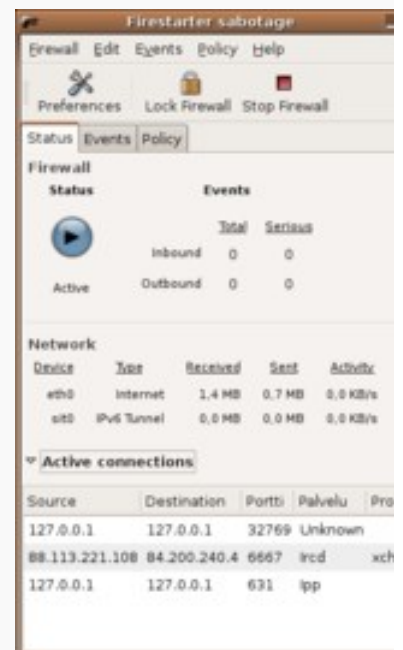 Firestarter sabotage
Firewall Edit Events Policy Help
Preferences Lock Firewall Stop Firewall
Status Events Policy
Firewall
Status Events
Total Serious
Inbound 0 0
Active Outbound 0 0
Network
Device Type Received Sent Activity
eth0 Internet 1,4 MB 0,7 MB 0,0 KB/s
sit0 IPv6 Tunnel 0,0 MB 0,0 MB 0,0 KB/s
Active connections
Source Destination Portti Palvelu Pro
127.0.0.1 127.0.0.1 32769 Unknown
88.113.221.108 84.200.240.4 6667 Ircd xch
127.0.0.1 127.0.0.1 631 Ipp